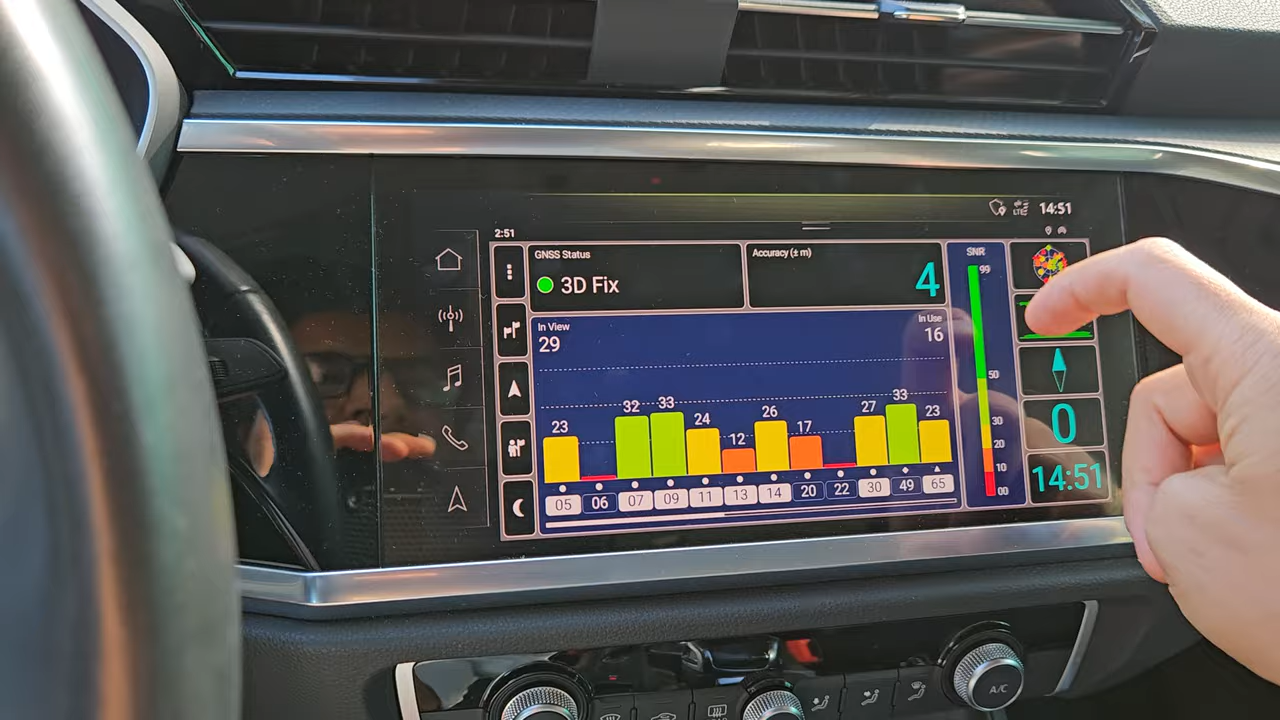 LTE 14:51
2:51
GNSS Status
3D Fix
Accuracy (± m)
4
SNR
99
50
30
20
10
00
In View
29
In Use
16
23 32 33 24 12 26 17 27 33 23
05 06 07 09 11 13 14 20 22 30 49 65
0
14:51
A/C